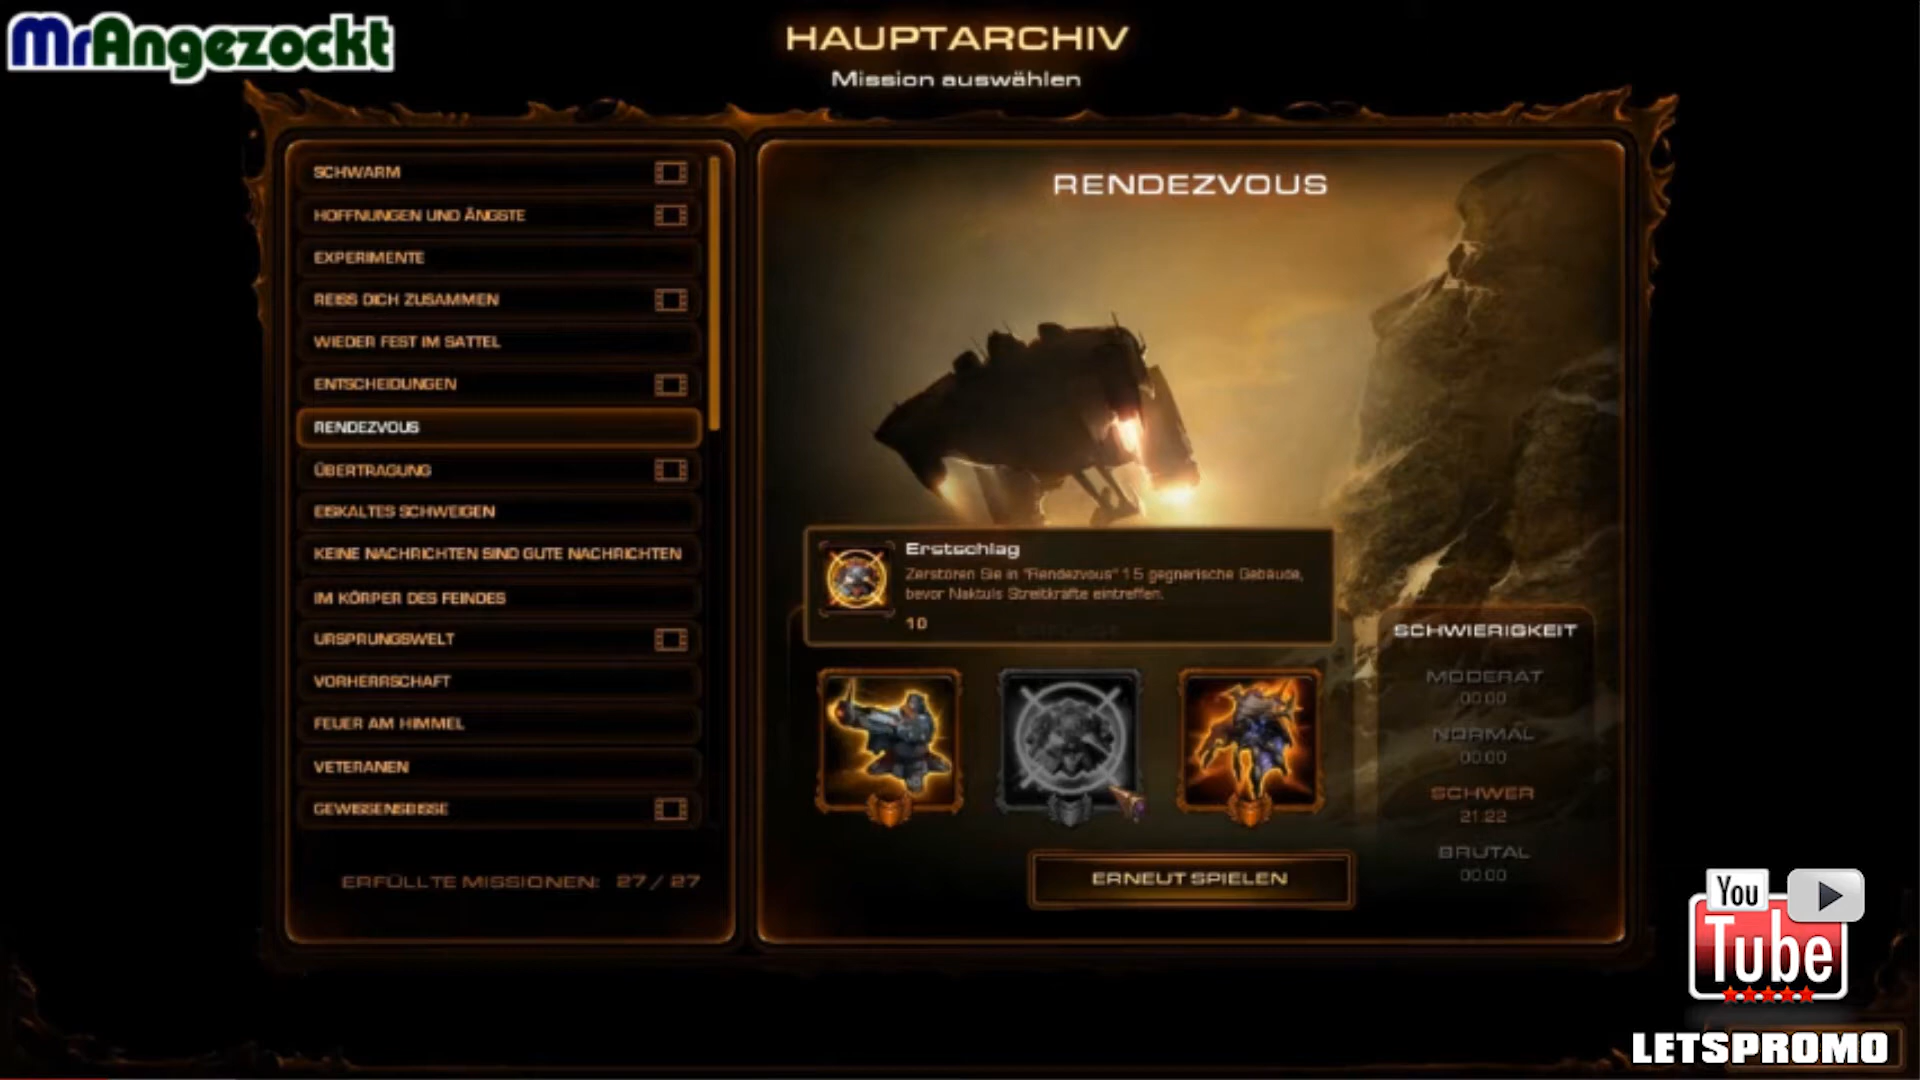 MrAngezockt
HAUPTARCHIV
Mission auswählen
SCHWARM
HOFFNUNGEN UND ÄNGSTE
EXPERIMENTE
REISS DICH ZUSAMMEN
WIEDER FEST IM SATTEL
ENTSCHEIDUNGEN
RENDEZVOUS
ÜBERTRAGUNG
EISKALTES SCHWEIGEN
KEINE NACHRICHTEN SIND GUTE NACHRICHTEN
IM KÖRPER DES FEINDES
URSPRUNGSWELT
VORHERRSCHAFT
FEUER AM HIMMEL
VETERANEN
GEWISSENSBISSE
ERFÜLLTE MISSIONEN: 27 / 27
RENDEZVOUS
Erstschlag
Zerstören Sie in "Rendezvous" 15 gegnerische Gebäude,
bevor Naktuls Streitkräfte eintreffen.
10
SCHWIERIGKEIT
MODERAT
00:00
NORMAL
00:00
SCHWER
21:22
BRUTAL
00:00
ERNEUT SPIELEN
You
Tube
LETSPROMO